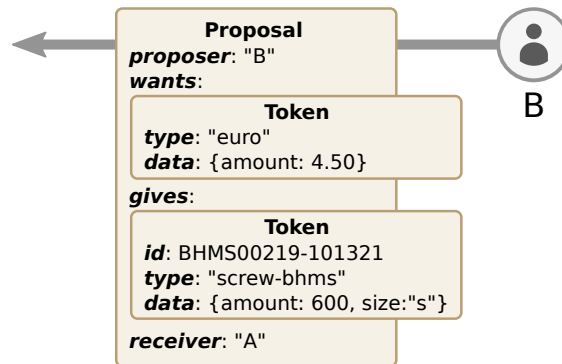 Proposal
proposer: "B"
wants:
Token
type: "euro"
data: {amount: 4.50}
gives:
Token
id: BHMS00219-101321
type: "screw-bhms"
data: {amount: 600, size:"s"}
receiver: "A"
B